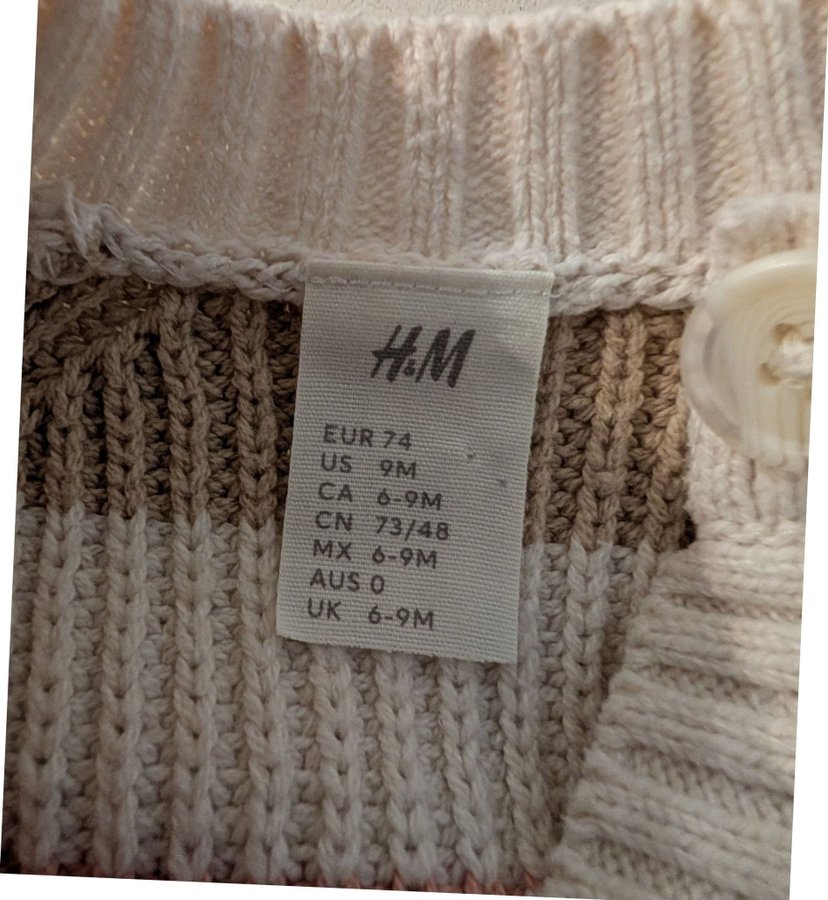 H&M
EUR 74
US 9M
CA 6-9M
CN 73/48
MX 6-9M
AUS 0
UK 6-9M